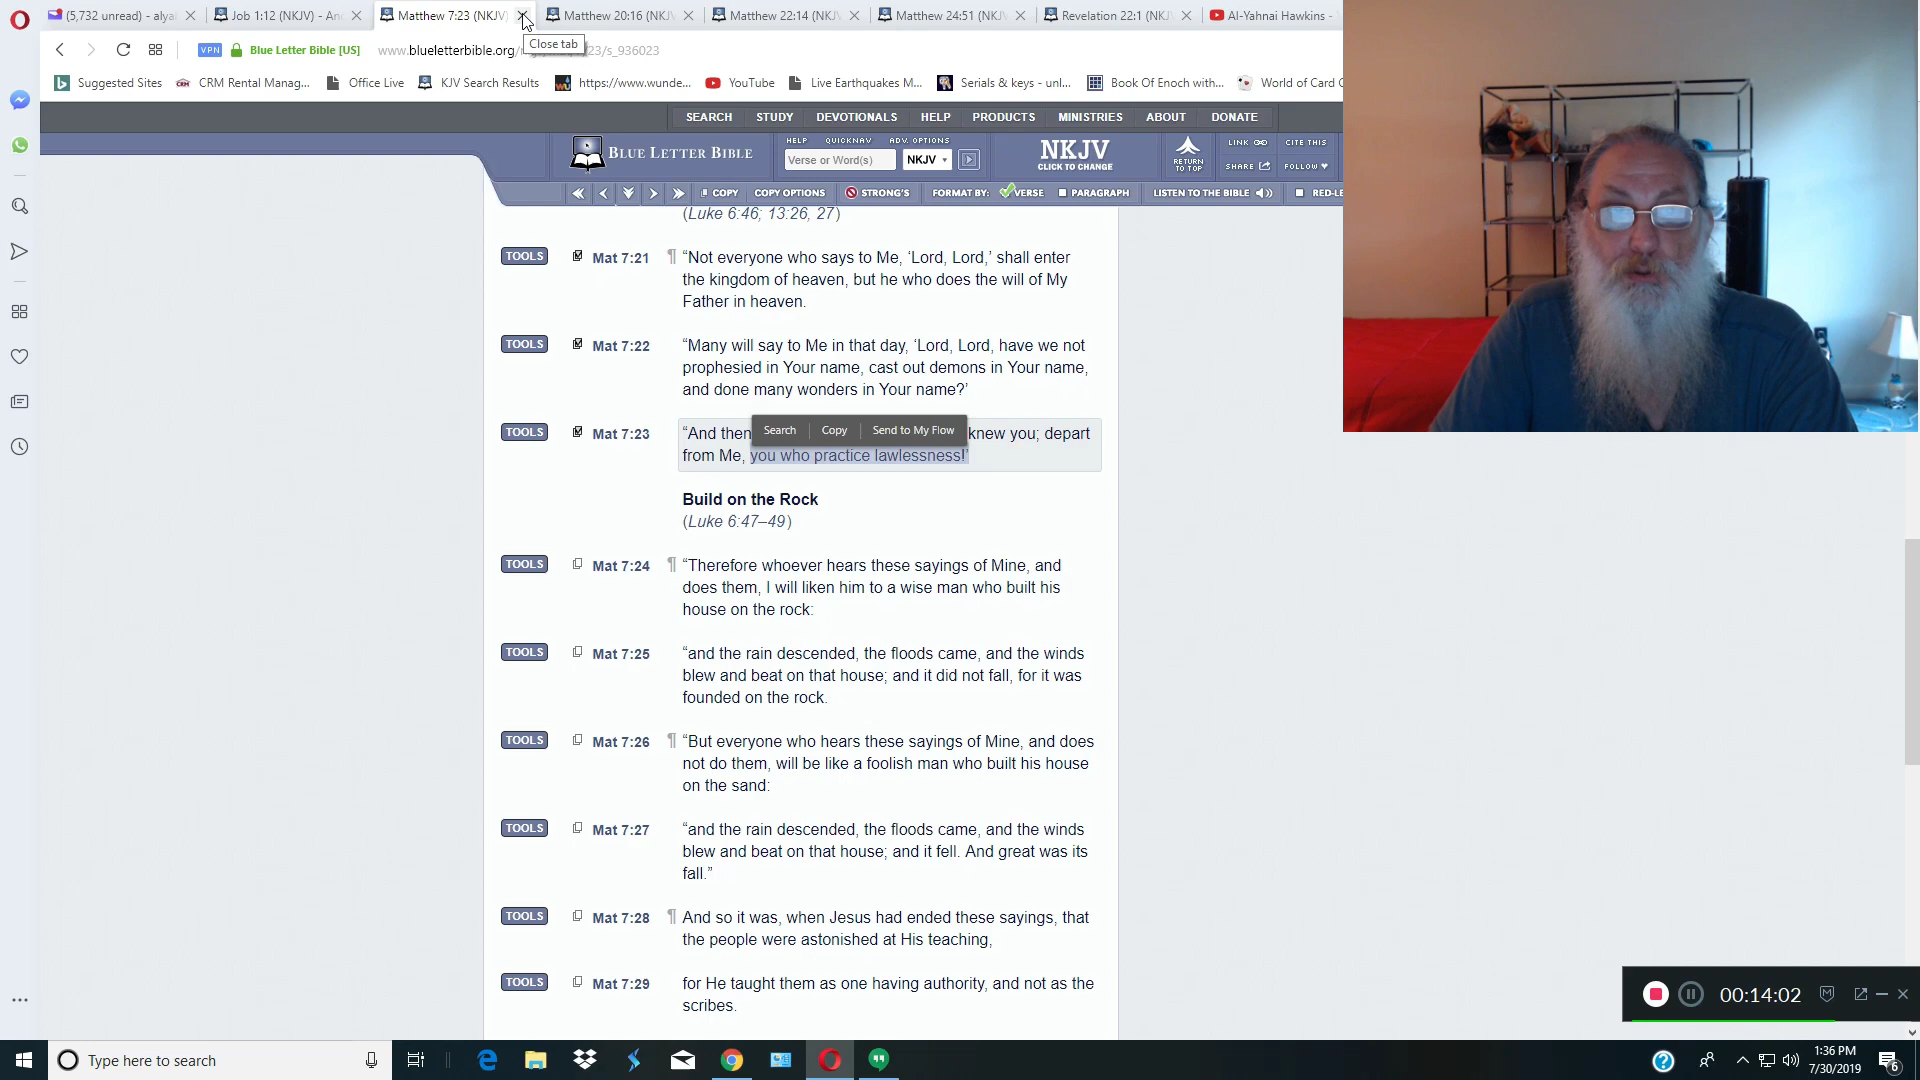 (5,732 unread) - alyai
Job 1:12 (NKJV) - And
Matthew 7:23 (NKJV)
Matthew 20:16 (NKJV
Matthew 22:14 (NKJV
Matthew 24:51 (NKJV
Revelation 22:1 (NKJ
Al-Yahnai Hawkins -
Close tab
VPN
Blue Letter Bible [US]
www.blueletterbible.org/ 23/s_936023
Suggested Sites
CRM Rental Manag...
Office Live
KJV Search Results
https://www.wunde...
YouTube
Live Earthquakes M...
Serials & keys - unl...
Book Of Enoch with...
World of Card G
SEARCH STUDY DEVOTIONALS HELP PRODUCTS MINISTRIES ABOUT DONATE
BLUE LETTER BIBLE
HELP QUICKNAV ADV. OPTIONS
Verse or Word(s)
NKJV
NKJV
CLICK TO CHANGE
RETURN
TO TOP
LINK
CITE THIS
SHARE
FOLLOW
COPY COPY OPTIONS STRONG'S FORMAT BY: VERSE PARAGRAPH LISTEN TO THE BIBLE RED-LE
(Luke 6:46; 13:26, 27)
TOOLS Mat 7:21 ¶ “Not everyone who says to Me, ‘Lord, Lord,’ shall enter
the kingdom of heaven, but he who does the will of My
Father in heaven.
TOOLS Mat 7:22 “Many will say to Me in that day, ‘Lord, Lord, have we not
prophesied in Your name, cast out demons in Your name,
and done many wonders in Your name?’
Search Copy Send to My Flow
TOOLS Mat 7:23 “And then knew you; depart
from Me, you who practice lawlessness!’
Build on the Rock
(Luke 6:47–49)
TOOLS Mat 7:24 ¶ “Therefore whoever hears these sayings of Mine, and
does them, I will liken him to a wise man who built his
house on the rock:
TOOLS Mat 7:25 “and the rain descended, the floods came, and the winds
blew and beat on that house; and it did not fall, for it was
founded on the rock.
TOOLS Mat 7:26 ¶ “But everyone who hears these sayings of Mine, and does
not do them, will be like a foolish man who built his house
on the sand:
TOOLS Mat 7:27 “and the rain descended, the floods came, and the winds
blew and beat on that house; and it fell. And great was its
fall.”
TOOLS Mat 7:28 ¶ And so it was, when Jesus had ended these sayings, that
the people were astonished at His teaching,
TOOLS Mat 7:29 for He taught them as one having authority, and not as the
scribes.
00:14:02
Type here to search
1:36 PM
7/30/2019
6